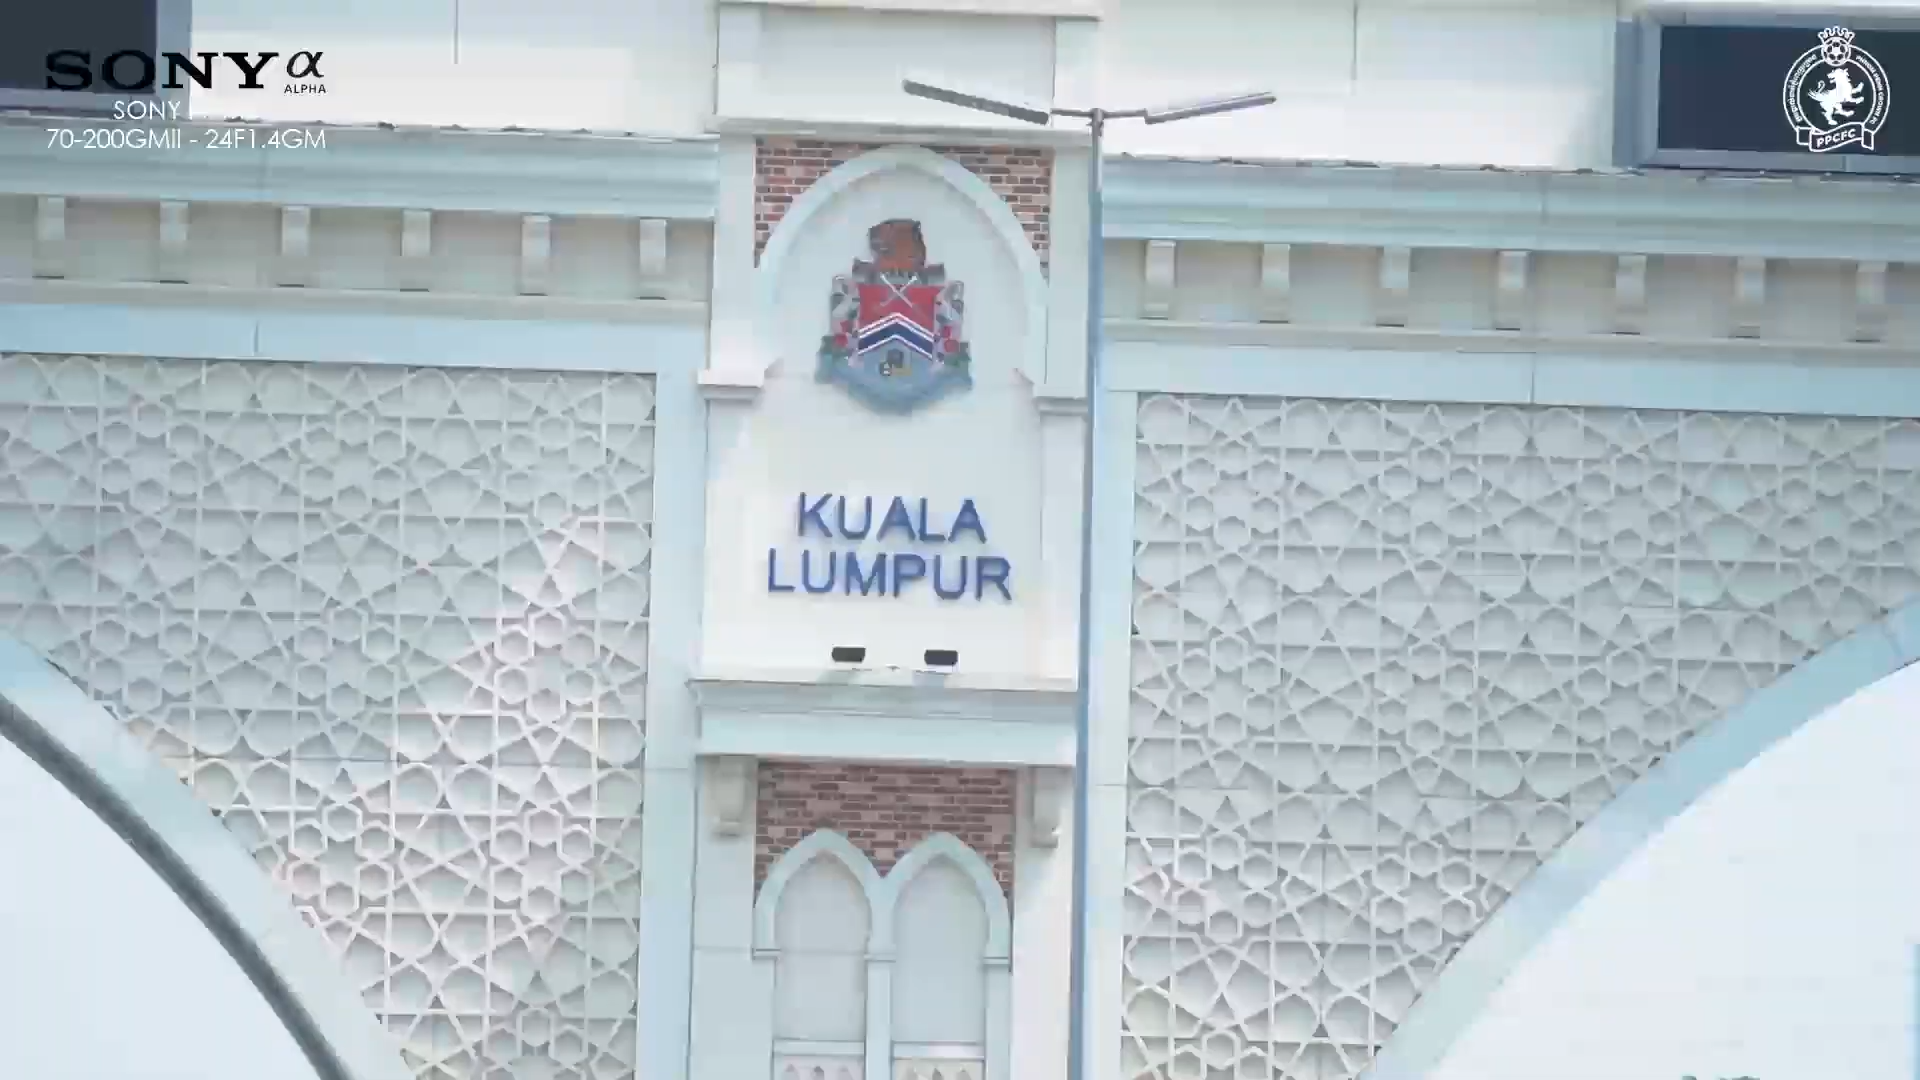 SONY α
ALPHA
SONY
70-200GMII - 24F1.4GM
PPCFC
KUALA
LUMPUR